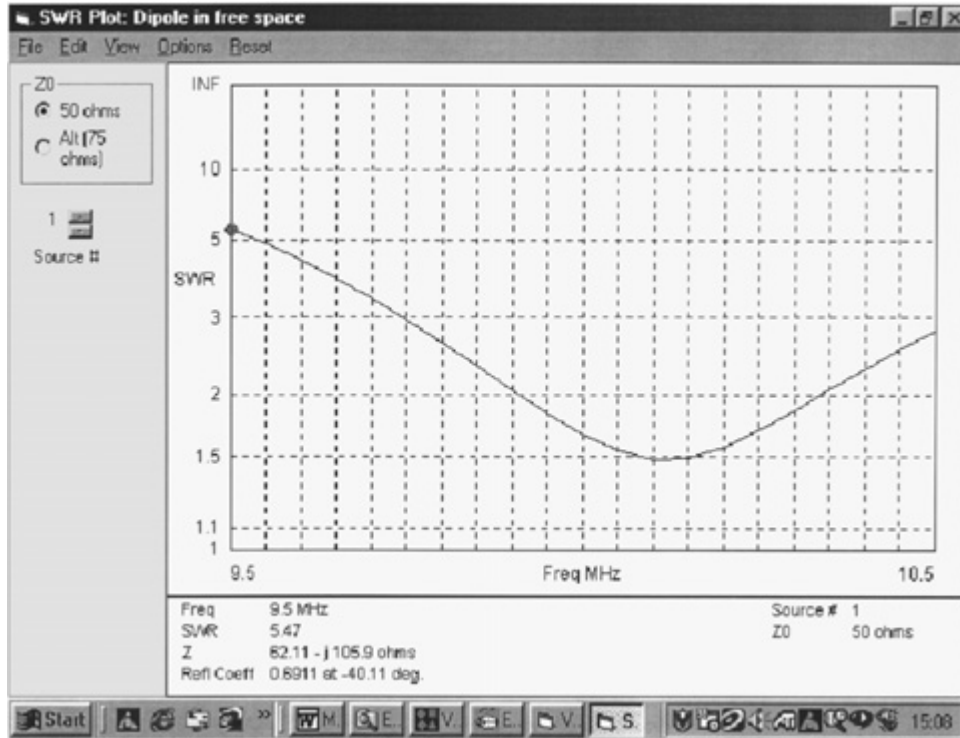 SWR Plot: Dipole in free space
File Edit View Options Reset
Z0
50 ohms
Alt (75
ohms)
1
Source #
INF
10
5
SWR
3
2
1.5
1.1
1
9.5
Freq MHz
10.5
Freq 9.5 MHz
Source # 1
SWR 5.47
Z0 50 ohms
Z 62.11 - j 105.9 ohms
Refl Coeff 0.6911 at -40.11 deg.
Start
»
M.
E..
V..
E..
V..
S.
15:08